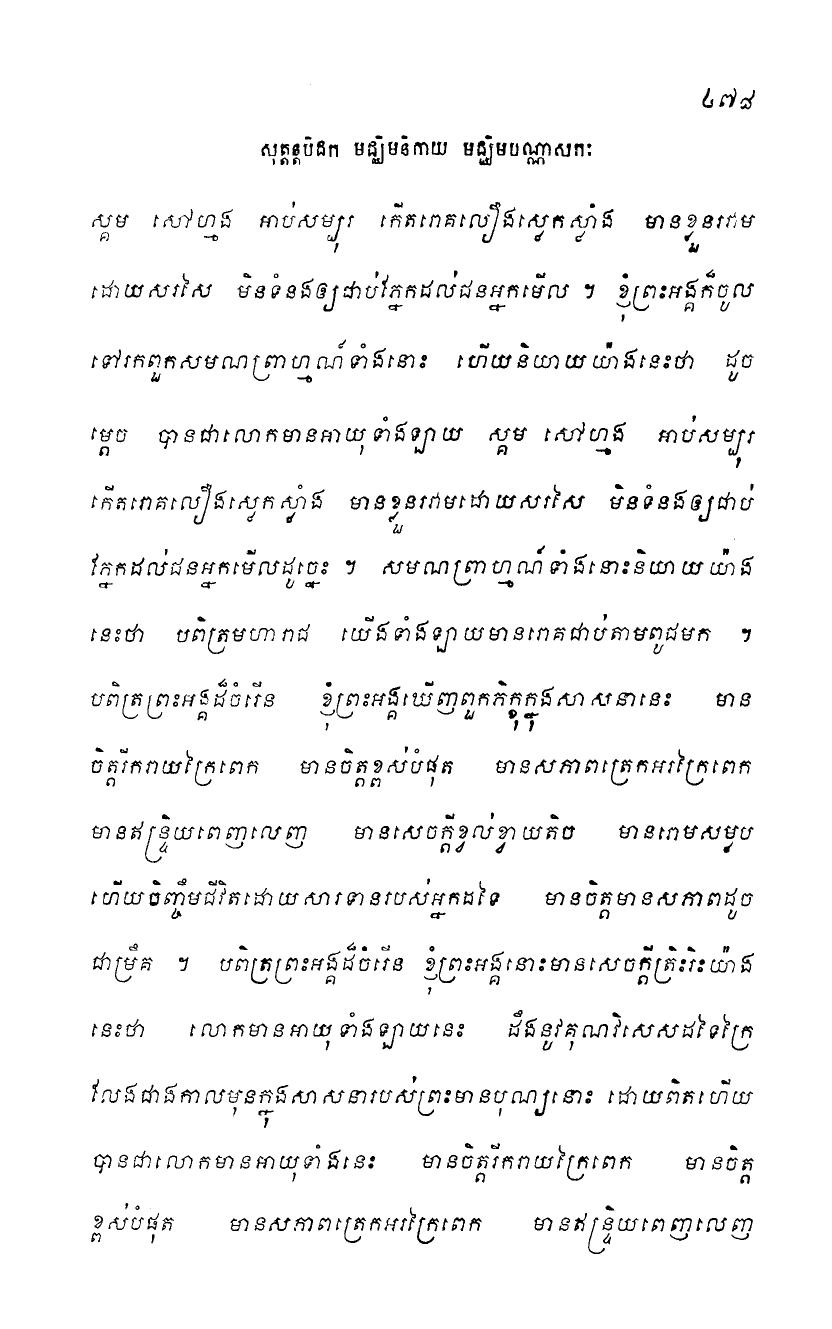 ៤៧៨
សុត្តន្តបិដក មជ្ឈិមនិកាយ មជ្ឈិមបណ្ណាសកៈ
ស្គម សៅហ្មង អាប់សម្បុរ កើតរោគលឿងស្លេកស្លាំង មានខ្លួនរវាម
ដោយសរសៃ មិនទំនងឲ្យជាប់ភ្នែកដល់ជនអ្នកមើល ។ ខ្ញុំព្រះអង្គក៏ចូល
ទៅរកពួកសមណព្រាហ្មណ៍ទាំងនោះ ហើយនិយាយយ៉ាងនេះថា ដូច
ម្តេច បានជាលោកមានអាយុទាំងឡាយ ស្គម សៅហ្មង អាប់សម្បុរ
កើតរោគលឿងស្លេកស្លាំង មានខ្លួនរវាមដោយសរសៃ មិនទំនងឲ្យជាប់
ភ្នែកដល់ជនអ្នកមើលដូច្នេះ ។ សមណព្រាហ្មណ៍ទាំងនោះនិយាយយ៉ាង
នេះថា បពិត្រមហារាជ យើងទាំងឡាយមានរោគជាប់តាមពូជមក ។
បពិត្រព្រះអង្គដ៏ចំរើន ខ្ញុំព្រះអង្គឃើញពួកភិក្ខុក្នុងសាសនានេះ មាន
ចិត្តរីករាយក្រៃពេក មានចិត្តខ្ពស់បំផុត មានសភាពត្រេកអរក្រៃពេក
មានឥន្ទ្រិយពេញលេញ មានសេចក្តីខ្វល់ខ្វាយតិច មានរោមសម្ងប
ហើយចិញ្ចឹមជីវិតដោយសារទានរបស់អ្នកដទៃ មានចិត្តមានសភាពដូច
ជាម្រឹគ ។ បពិត្រព្រះអង្គដ៏ចំរើន ខ្ញុំព្រះអង្គនោះមានសេចក្តីត្រិះរិះយ៉ាង
នេះថា លោកមានអាយុទាំងឡាយនេះ ដឹងនូវគុណវិសេសដទៃក្រៃ
លែងជាងកាលមុនក្នុងសាសនារបស់ព្រះមានបុណ្យនោះ ដោយពិតហើយ
បានជាលោកមានអាយុទាំងនេះ មានចិត្តរីករាយក្រៃពេក មានចិត្ត
ខ្ពស់បំផុត មានសភាពត្រេកអរក្រៃពេក មានឥន្ទ្រិយពេញលេញ